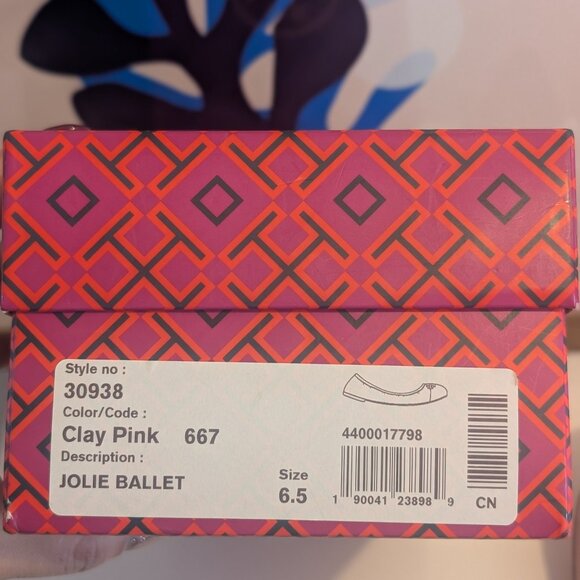 Style no :
30938
Color/Code :
Clay Pink 667
Description :
JOLIE BALLET
Size
6.5
4400017798
1 90041 23898 9
CN